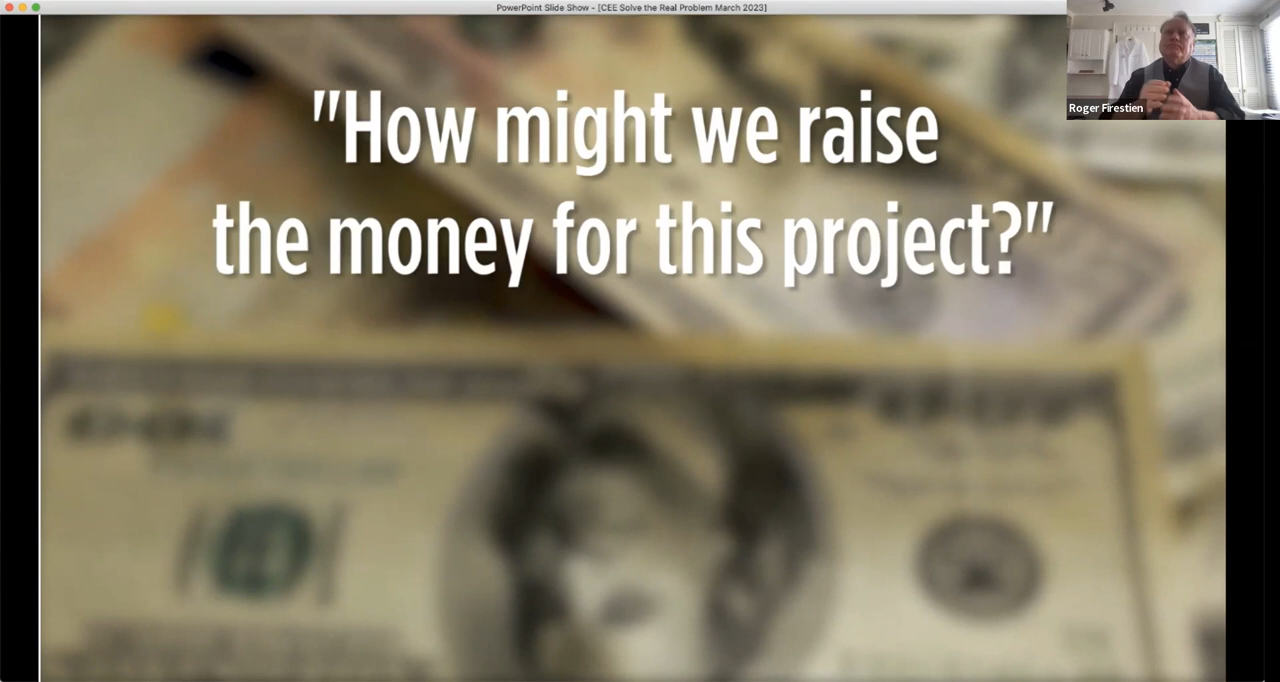 PowerPoint Slide Show - [CEE Solve the Real Problem March 2023]
"How might we raise
the money for this project?"
Roger Firestien